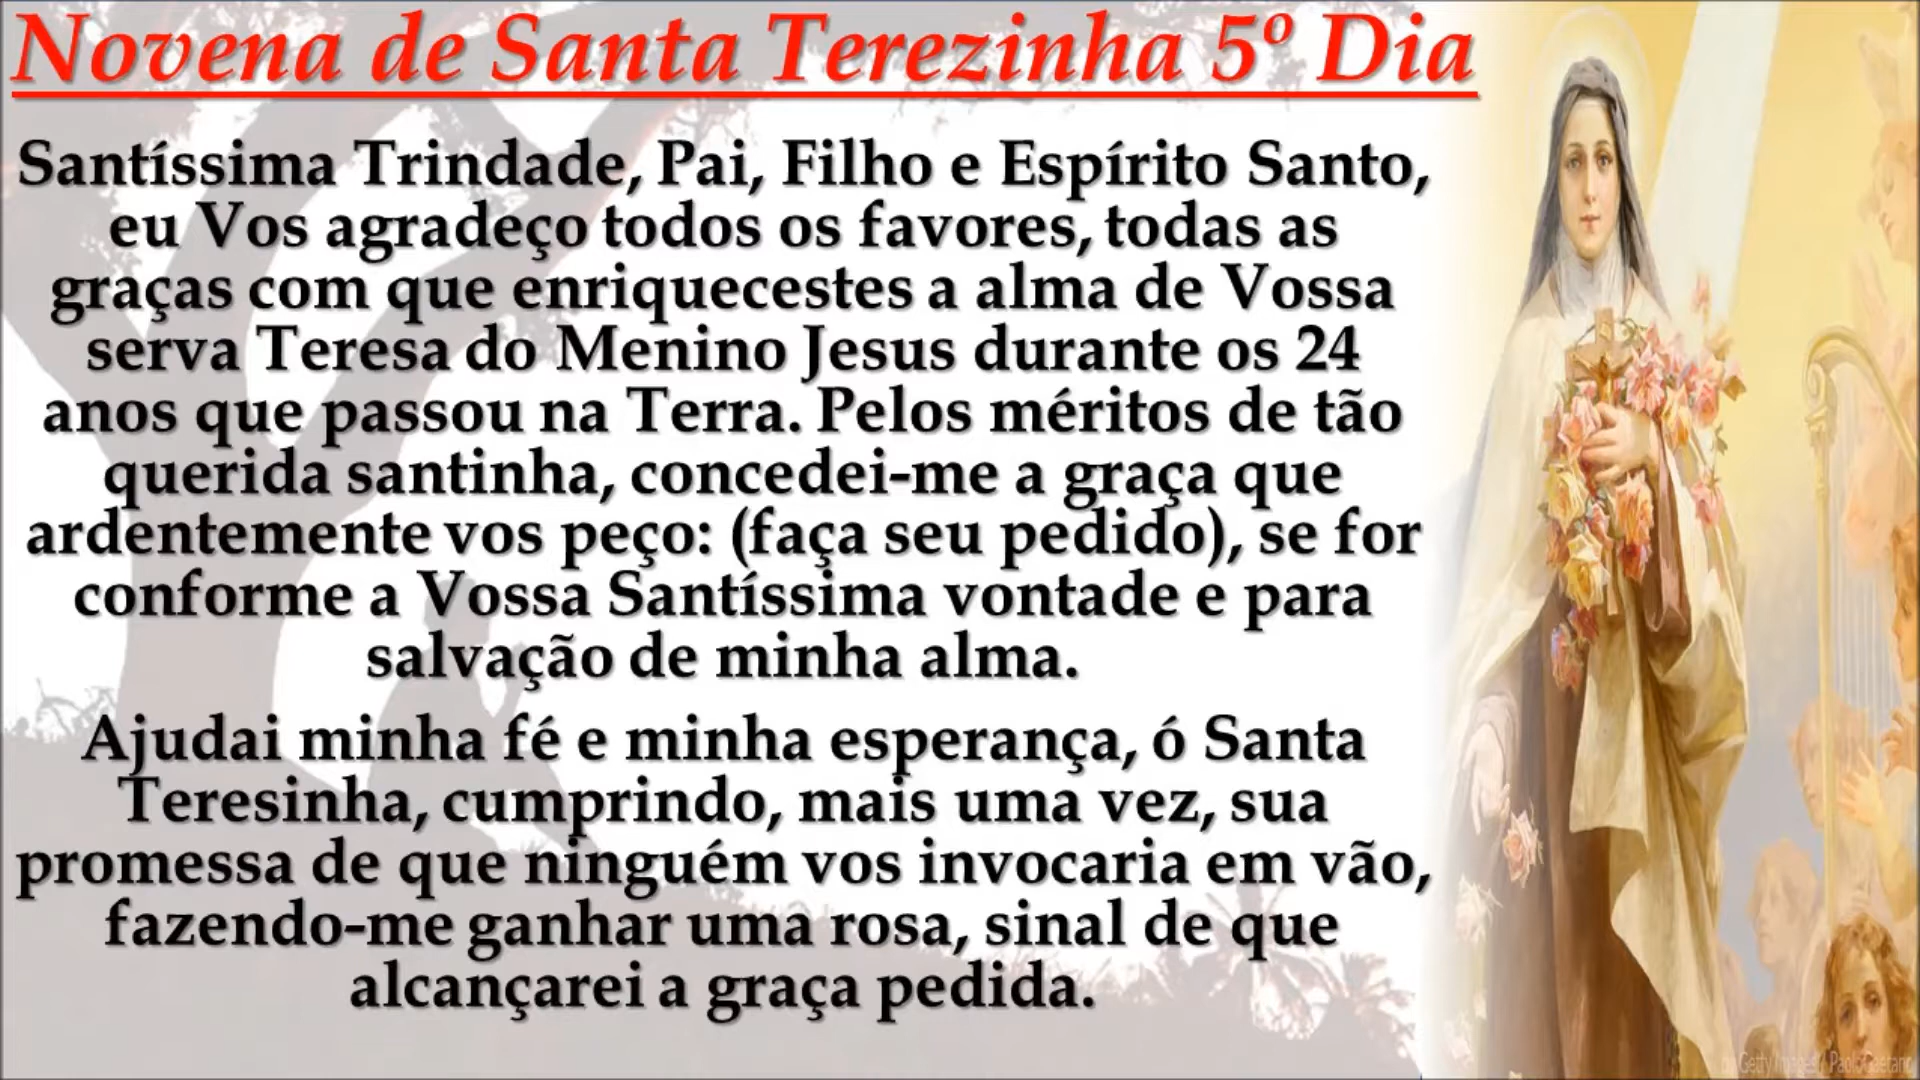 Novena de Santa Terezinha 5º Dia
Santíssima Trindade, Pai, Filho e Espírito Santo,
eu Vos agradeço todos os favores, todas as
graças com que enriquecestes a alma de Vossa
serva Teresa do Menino Jesus durante os 24
anos que passou na Terra. Pelos méritos de tão
querida santinha, concedei-me a graça que
ardentemente vos peço: (faça seu pedido), se for
conforme a Vossa Santíssima vontade e para
salvação de minha alma.
Ajudai minha fé e minha esperança, ó Santa
Teresinha, cumprindo, mais uma vez, sua
promessa de que ninguém vos invocaria em vão,
fazendo-me ganhar uma rosa, sinal de que
alcançarei a graça pedida.
Getty Images / PaoloGaetano